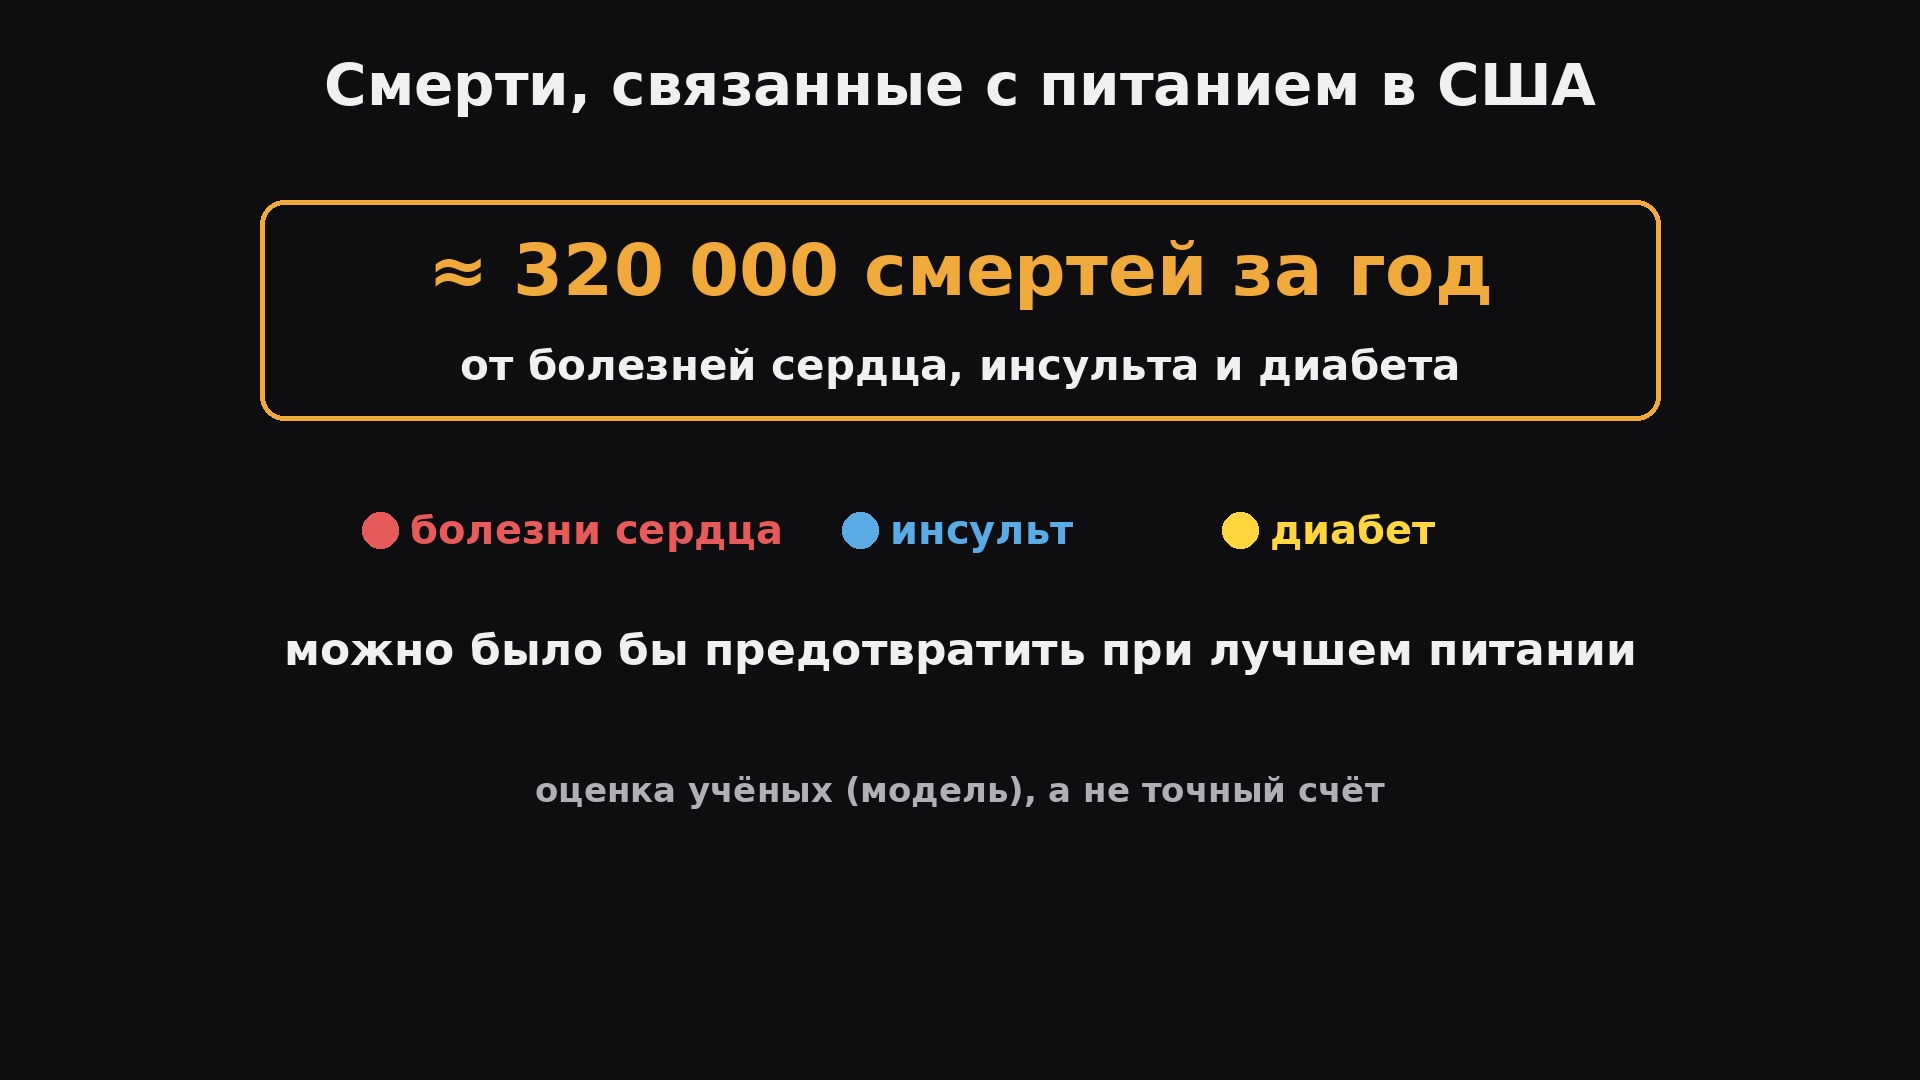 Смерти, связанные с питанием в США
≈ 320 000 смертей за год
от болезней сердца, инсульта и диабета
болезни сердца инсульт диабет
можно было бы предотвратить при лучшем питании
оценка учёных (модель), а не точный счёт